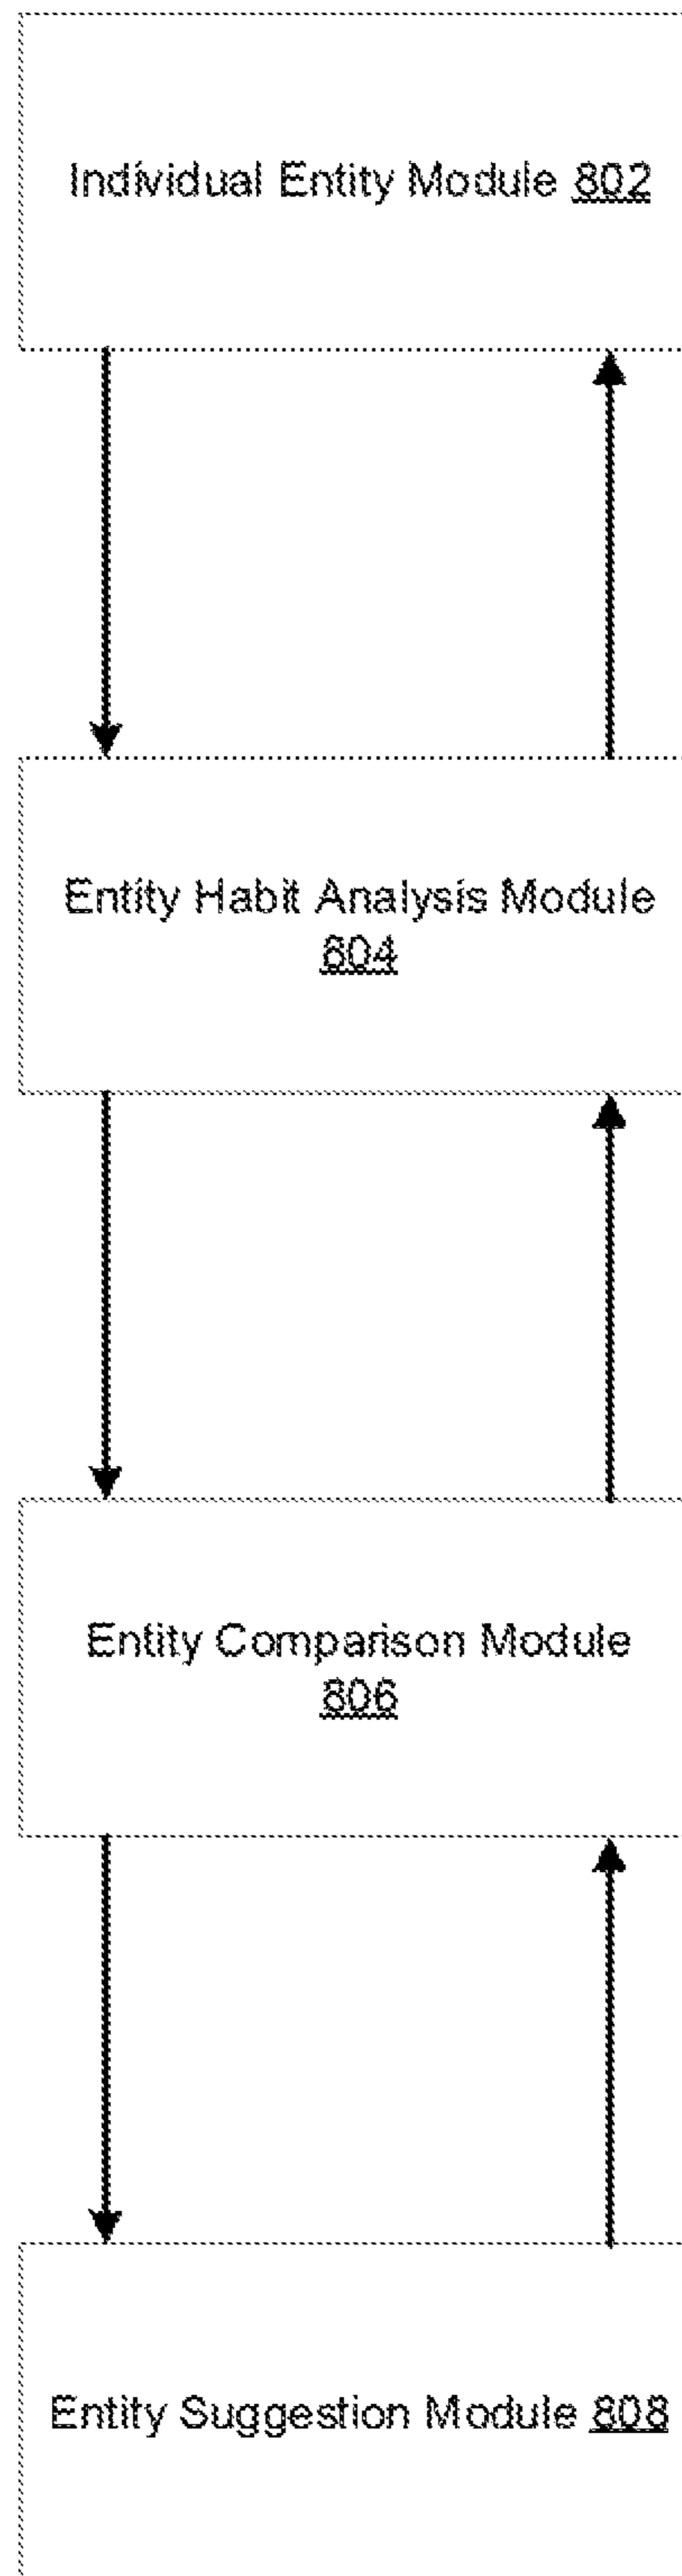 Individual Entity Module 802
Entity Habit Analysis Module
804
Entity Comparison Module
806
Entity Suggestion Module 808